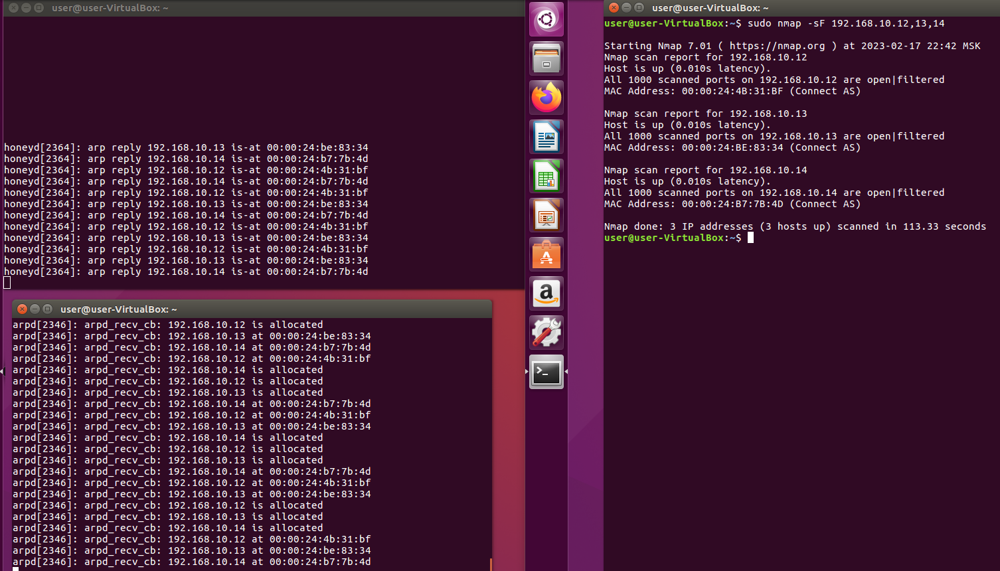 user@user-VirtualBox: ~
honeyd[2364]: arp reply 192.168.10.13 is-at 00:00:24:be:83:34
honeyd[2364]: arp reply 192.168.10.14 is-at 00:00:24:b7:7b:4d
honeyd[2364]: arp reply 192.168.10.12 is-at 00:00:24:4b:31:bf
honeyd[2364]: arp reply 192.168.10.14 is-at 00:00:24:b7:7b:4d
honeyd[2364]: arp reply 192.168.10.12 is-at 00:00:24:4b:31:bf
honeyd[2364]: arp reply 192.168.10.13 is-at 00:00:24:be:83:34
honeyd[2364]: arp reply 192.168.10.14 is-at 00:00:24:b7:7b:4d
honeyd[2364]: arp reply 192.168.10.12 is-at 00:00:24:4b:31:bf
honeyd[2364]: arp reply 192.168.10.13 is-at 00:00:24:be:83:34
honeyd[2364]: arp reply 192.168.10.12 is-at 00:00:24:4b:31:bf
honeyd[2364]: arp reply 192.168.10.13 is-at 00:00:24:be:83:34
honeyd[2364]: arp reply 192.168.10.14 is-at 00:00:24:b7:7b:4d
user@user-VirtualBox: ~
arpd[2346]: arpd_recv_cb: 192.168.10.12 is allocated
arpd[2346]: arpd_recv_cb: 192.168.10.13 at 00:00:24:be:83:34
arpd[2346]: arpd_recv_cb: 192.168.10.14 at 00:00:24:b7:7b:4d
arpd[2346]: arpd_recv_cb: 192.168.10.12 at 00:00:24:4b:31:bf
arpd[2346]: arpd_recv_cb: 192.168.10.14 is allocated
arpd[2346]: arpd_recv_cb: 192.168.10.12 is allocated
arpd[2346]: arpd_recv_cb: 192.168.10.13 is allocated
arpd[2346]: arpd_recv_cb: 192.168.10.14 at 00:00:24:b7:7b:4d
arpd[2346]: arpd_recv_cb: 192.168.10.12 at 00:00:24:4b:31:bf
arpd[2346]: arpd_recv_cb: 192.168.10.13 at 00:00:24:be:83:34
arpd[2346]: arpd_recv_cb: 192.168.10.14 is allocated
arpd[2346]: arpd_recv_cb: 192.168.10.12 is allocated
arpd[2346]: arpd_recv_cb: 192.168.10.13 is allocated
arpd[2346]: arpd_recv_cb: 192.168.10.14 at 00:00:24:b7:7b:4d
arpd[2346]: arpd_recv_cb: 192.168.10.12 at 00:00:24:4b:31:bf
arpd[2346]: arpd_recv_cb: 192.168.10.13 at 00:00:24:be:83:34
arpd[2346]: arpd_recv_cb: 192.168.10.12 is allocated
arpd[2346]: arpd_recv_cb: 192.168.10.13 is allocated
arpd[2346]: arpd_recv_cb: 192.168.10.14 is allocated
arpd[2346]: arpd_recv_cb: 192.168.10.12 at 00:00:24:4b:31:bf
arpd[2346]: arpd_recv_cb: 192.168.10.13 at 00:00:24:be:83:34
arpd[2346]: arpd_recv_cb: 192.168.10.14 at 00:00:24:b7:7b:4d
user@user-VirtualBox: ~
user@user-VirtualBox:~$ sudo nmap -sF 192.168.10.12,13,14
Starting Nmap 7.01 ( https://nmap.org ) at 2023-02-17 22:42 MSK
Nmap scan report for 192.168.10.12
Host is up (0.010s latency).
All 1000 scanned ports on 192.168.10.12 are open|filtered
MAC Address: 00:00:24:4B:31:BF (Connect AS)
Nmap scan report for 192.168.10.13
Host is up (0.010s latency).
All 1000 scanned ports on 192.168.10.13 are open|filtered
MAC Address: 00:00:24:BE:83:34 (Connect AS)
Nmap scan report for 192.168.10.14
Host is up (0.010s latency).
All 1000 scanned ports on 192.168.10.14 are open|filtered
MAC Address: 00:00:24:B7:7B:4D (Connect AS)
Nmap done: 3 IP addresses (3 hosts up) scanned in 113.33 seconds
user@user-VirtualBox:~$